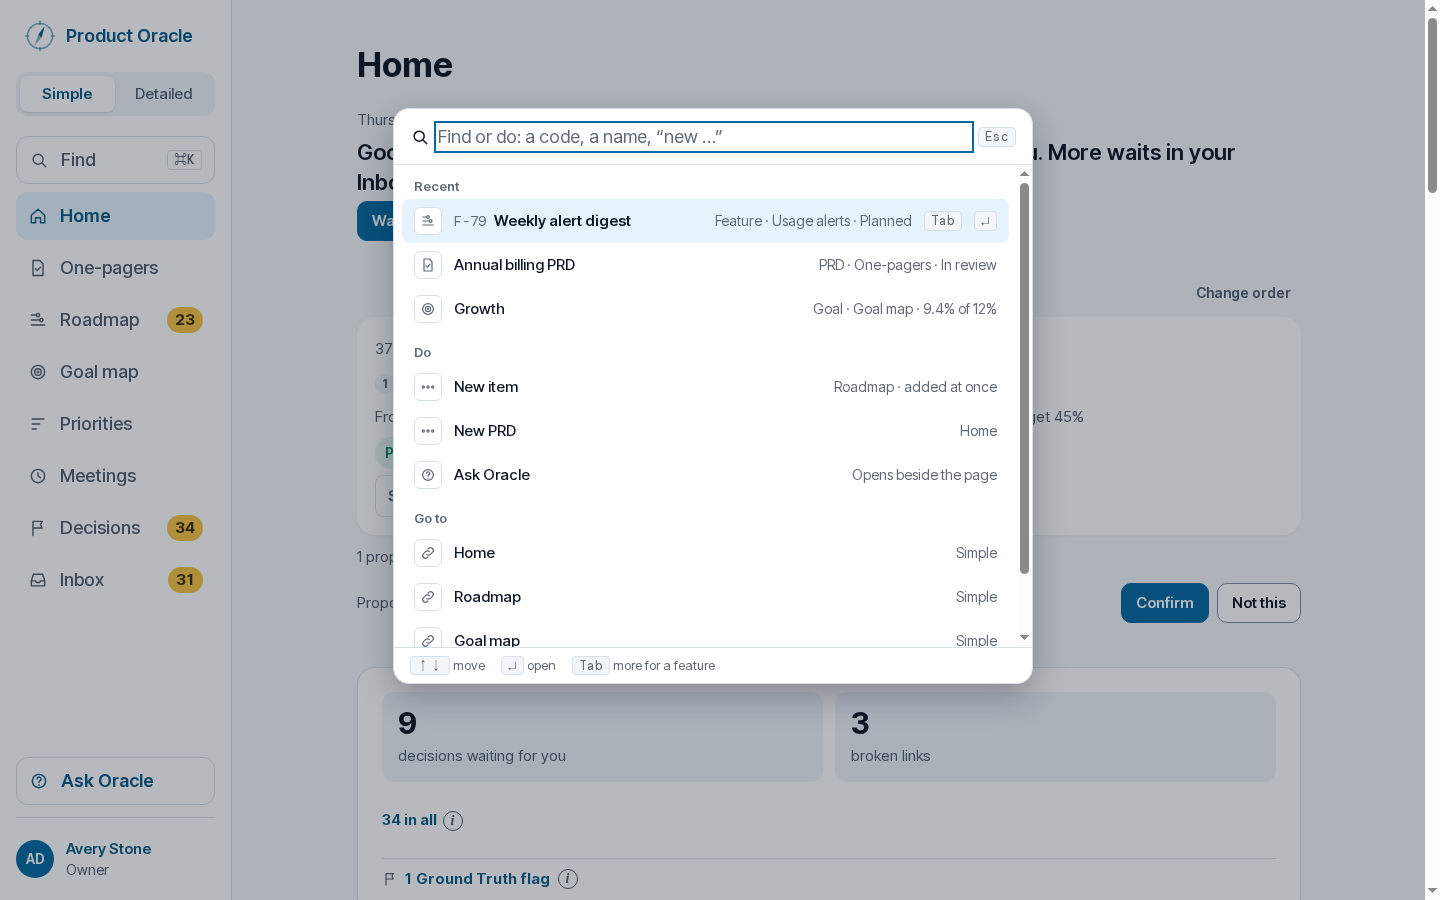 Product Oracle
Simple
Detailed
Find
⌘K
Home
One-pagers
Roadmap
23
Goal map
Priorities
Meetings
Decisions
34
Inbox
31
Ask Oracle
AD
Avery Stone
Owner
Home
Thurs
Find or do: a code, a name, “new ...”
Esc
u. More waits in your
Change order
Recent
F-79 Weekly alert digest
Feature · Usage alerts · Planned
Tab
↵
Annual billing PRD
PRD · One-pagers · In review
Growth
Goal · Goal map · 9.4% of 12%
Do
New item
Roadmap · added at once
New PRD
Home
Ask Oracle
Opens beside the page
Go to
Home
Simple
Roadmap
Simple
Goal map
Simple
↑ ↓ move
↵ open
Tab more for a feature
37
1
get 45%
1 prop
Propo
Confirm
Not this
9
decisions waiting for you
3
broken links
34 in all
i
1 Ground Truth flag
i